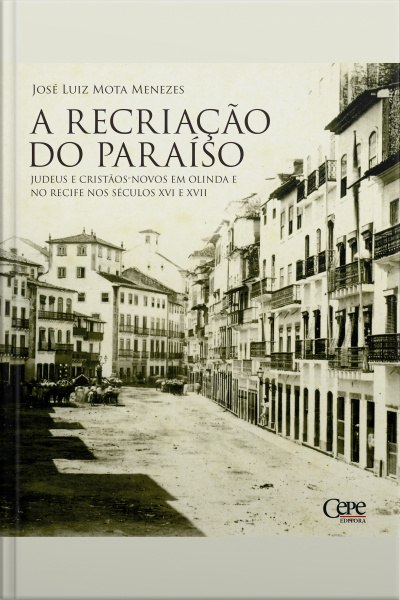 JOSÉ LUIZ MOTA MENEZES
A RECRIAÇÃO
DO PARAÍSO
JUDEUS E CRISTÃOS-NOVOS EM OLINDA E
NO RECIFE NOS SÉCULOS XVI E XVII
Cepe
EDITORA